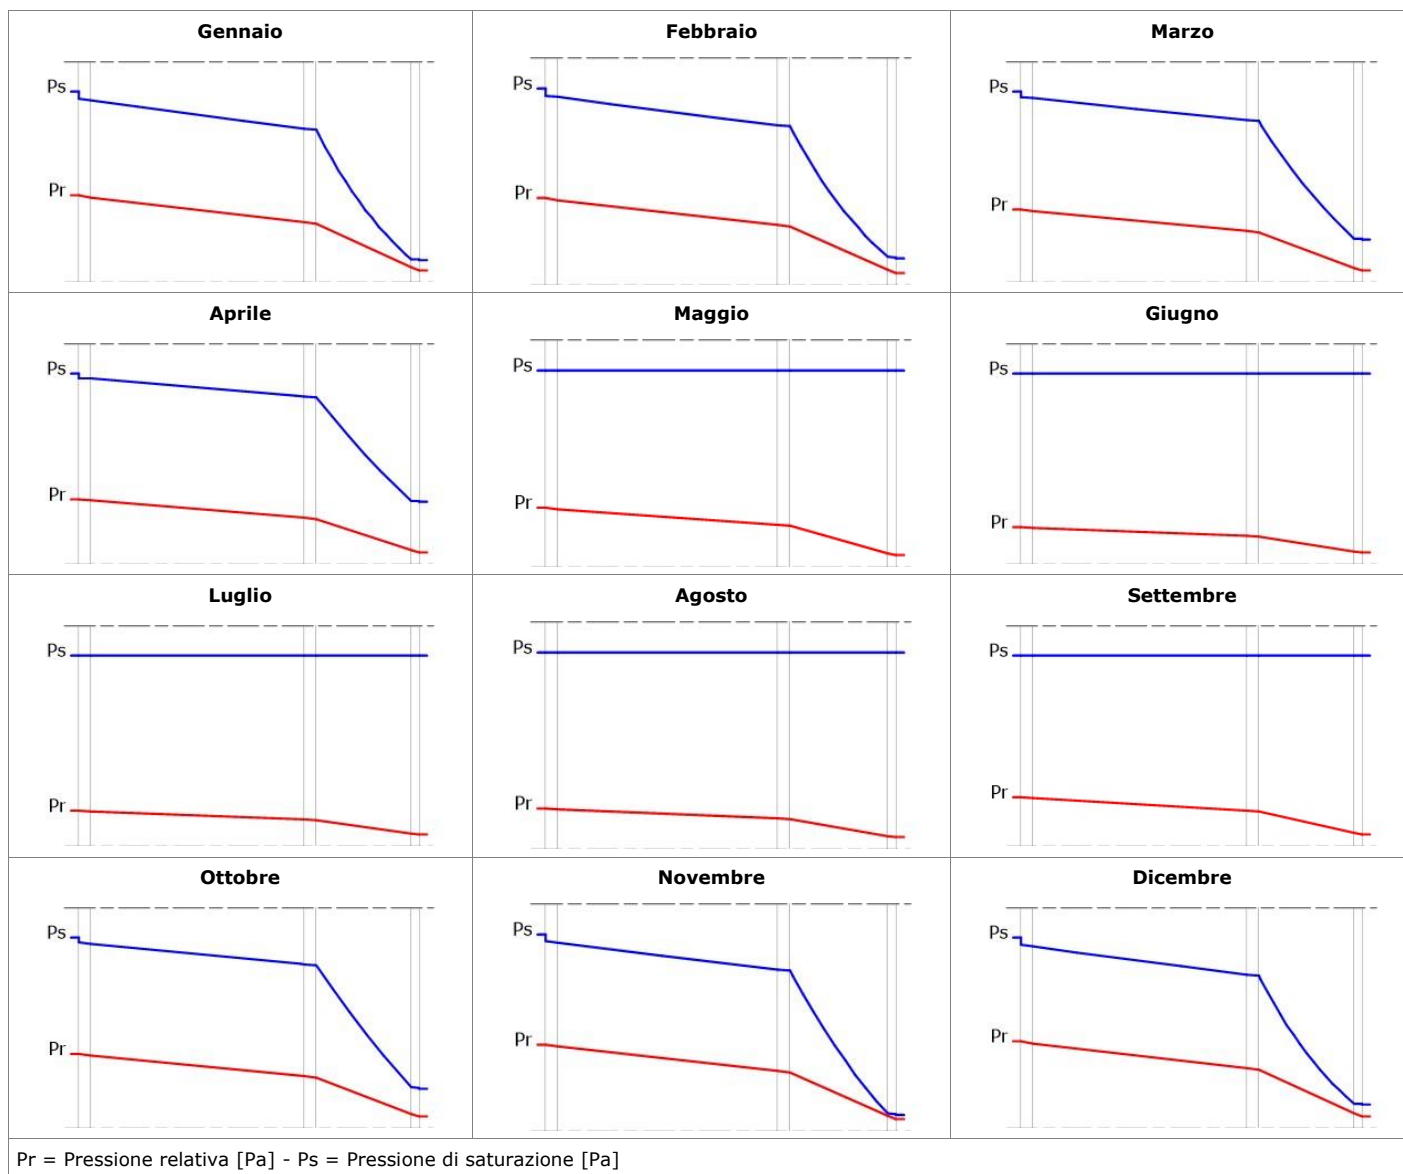 Gennaio
Febbraio
Marzo
Ps
Pr
Ps
Pr
Ps
Pr
Aprile
Maggio
Giugno
Ps
Pr
Ps
Pr
Ps
Pr
Luglio
Agosto
Settembre
Ps
Pr
Ps
Pr
Ps
Pr
Ottobre
Novembre
Dicembre
Ps
Pr
Ps
Pr
Ps
Pr
Pr = Pressione relativa [Pa] - Ps = Pressione di saturazione [Pa]